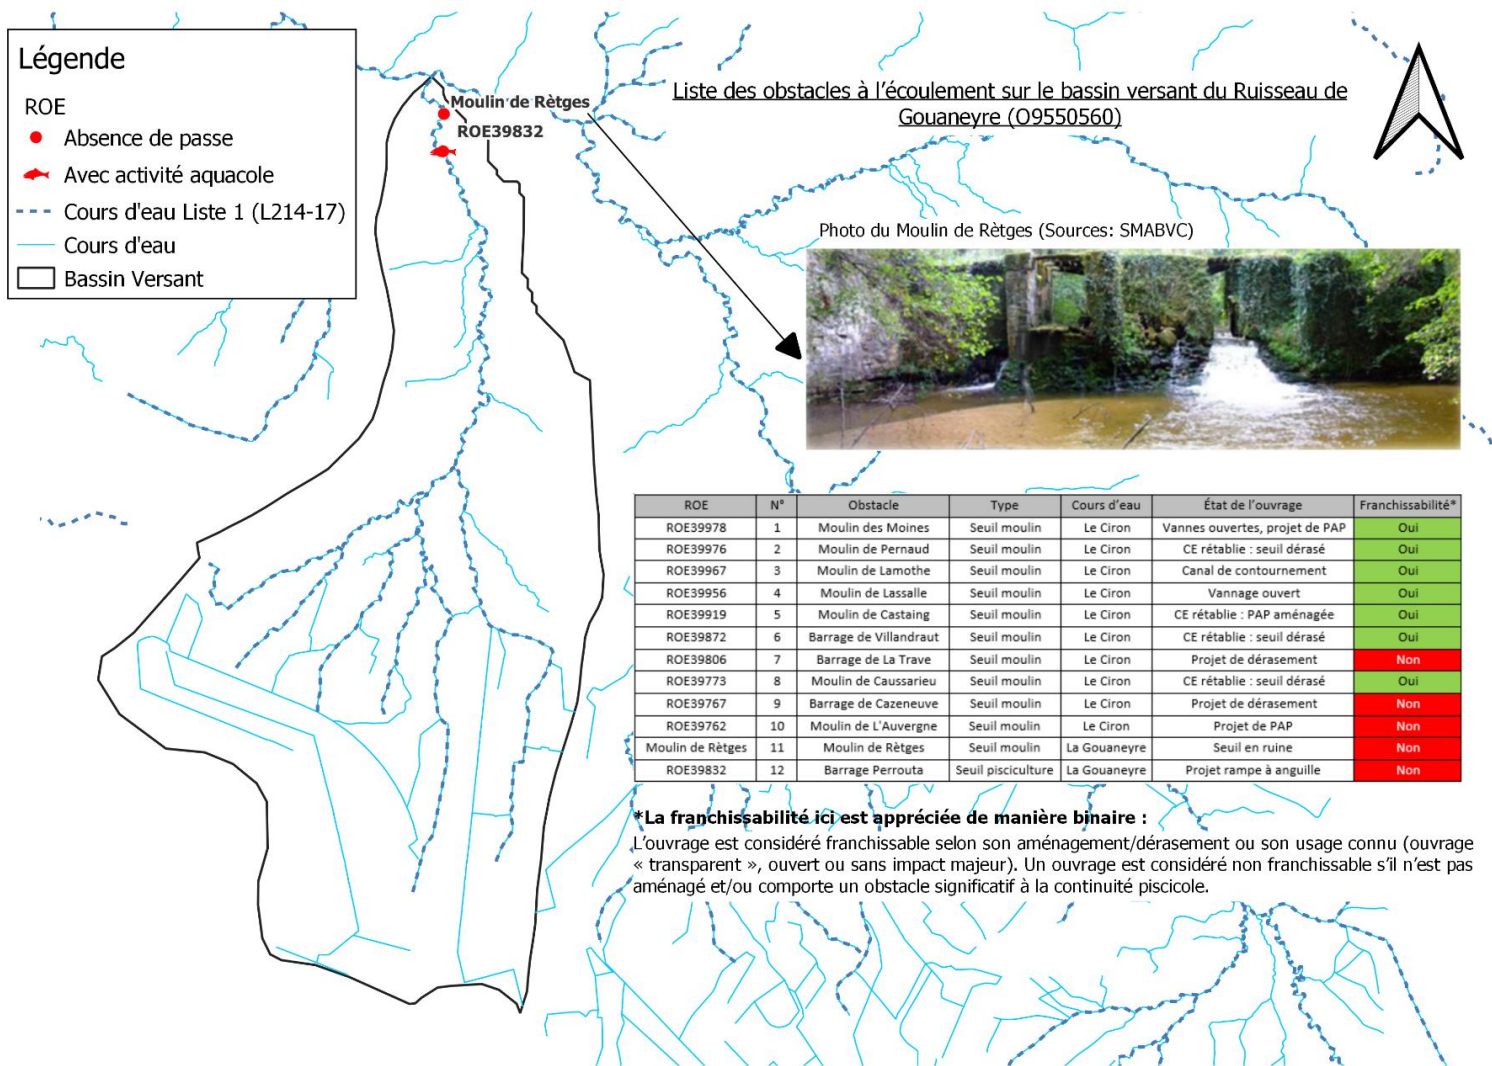 Légende
ROE
Absence de passe
Avec activité aquacole
Cours d'eau Liste 1 (L214-17)
Cours d'eau
Bassin Versant
Moulin de Rètges
ROE39832
Liste des obstacles à l'écoulement sur le bassin versant du Ruisseau de
Gouaneyre (O9550560)
Photo du Moulin de Rètges (Sources: SMABVC)
ROE N° Obstacle Type Cours d'eau État de l'ouvrage Franchissabilité*
ROE39978 1 Moulin des Moines Seuil moulin Le Ciron Vannes ouvertes, projet de PAP Oui
ROE39976 2 Moulin de Pernaud Seuil moulin Le Ciron CE rétablie : seuil dérasé Oui
ROE39967 3 Moulin de Lamothe Seuil moulin Le Ciron Canal de contournement Oui
ROE39956 4 Moulin de Lassalle Seuil moulin Le Ciron Vannage ouvert Oui
ROE39919 5 Moulin de Castaing Seuil moulin Le Ciron CE rétablie : PAP aménagée Oui
ROE39872 6 Barrage de Villandraut Seuil moulin Le Ciron CE rétablie : seuil dérasé Oui
ROE39806 7 Barrage de La Trave Seuil moulin Le Ciron Projet de dérasement Non
ROE39773 8 Moulin de Caussarieu Seuil moulin Le Ciron CE rétablie : seuil dérasé Oui
ROE39767 9 Barrage de Cazeneuve Seuil moulin Le Ciron Projet de dérasement Non
ROE39762 10 Moulin de L'Auvergne Seuil moulin Le Ciron Projet de PAP Non
Moulin de Rètges 11 Moulin de Rètges Seuil moulin La Gouaneyre Seuil en ruine Non
ROE39832 12 Barrage Perrouta Seuil pisciculture La Gouaneyre Projet rampe à anguille Non
*La franchissabilité ici est appréciée de manière binaire :
L'ouvrage est considéré franchissable selon son aménagement/dérasement ou son usage connu (ouvrage
« transparent », ouvert ou sans impact majeur). Un ouvrage est considéré non franchissable s'il n'est pas
aménagé et/ou comporte un obstacle significatif à la continuité piscicole.